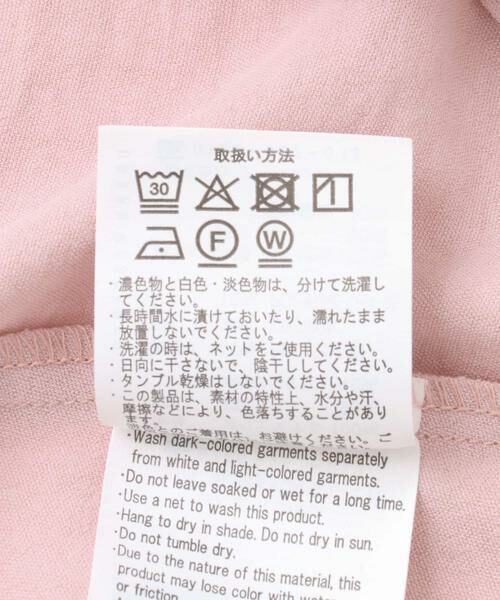 取扱い方法
30
F W
・濃色物と白色・淡色物は、分けて洗濯し
てください。
・長時間水に漬けておいたり、濡れたまま
放置しないでください。
・洗濯の時は、ネットをご使用ください。
・日向に干さないで、陰干ししてください。
・タンブル乾燥はしないでください。
・この製品は、素材の特性上、水分や汗、
摩擦などにより、色落ちすることがあり
ます。
・Wash dark-colored garments separately
from white and light-colored garments.
・Do not leave soaked or wet for a long time.
・Use a net to wash this product.
・Hang to dry in shade. Do not dry in sun.
・Do not tumble dry.
・Due to the nature of this material, this
product may lose color with water,
or friction.